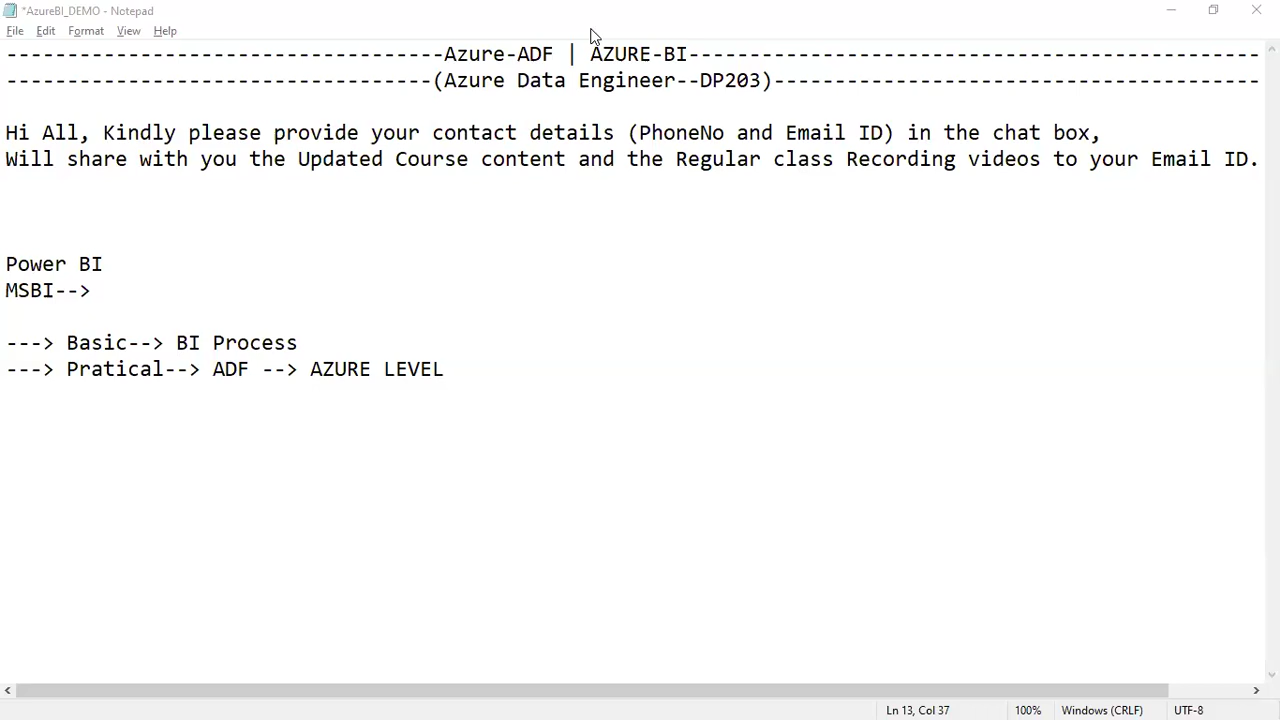 *AzureBI_DEMO - Notepad
File Edit Format View Help
------------------------------------Azure-ADF | AZURE-BI-----------------------------------------------
-----------------------------------(Azure Data Engineer--DP203)----------------------------------------
Hi All, Kindly please provide your contact details (PhoneNo and Email ID) in the chat box,
Will share with you the Updated Course content and the Regular class Recording videos to your Email ID.
Power BI
MSBI-->
---> Basic--> BI Process
---> Pratical--> ADF --> AZURE LEVEL
Ln 13, Col 37 100% Windows (CRLF) UTF-8